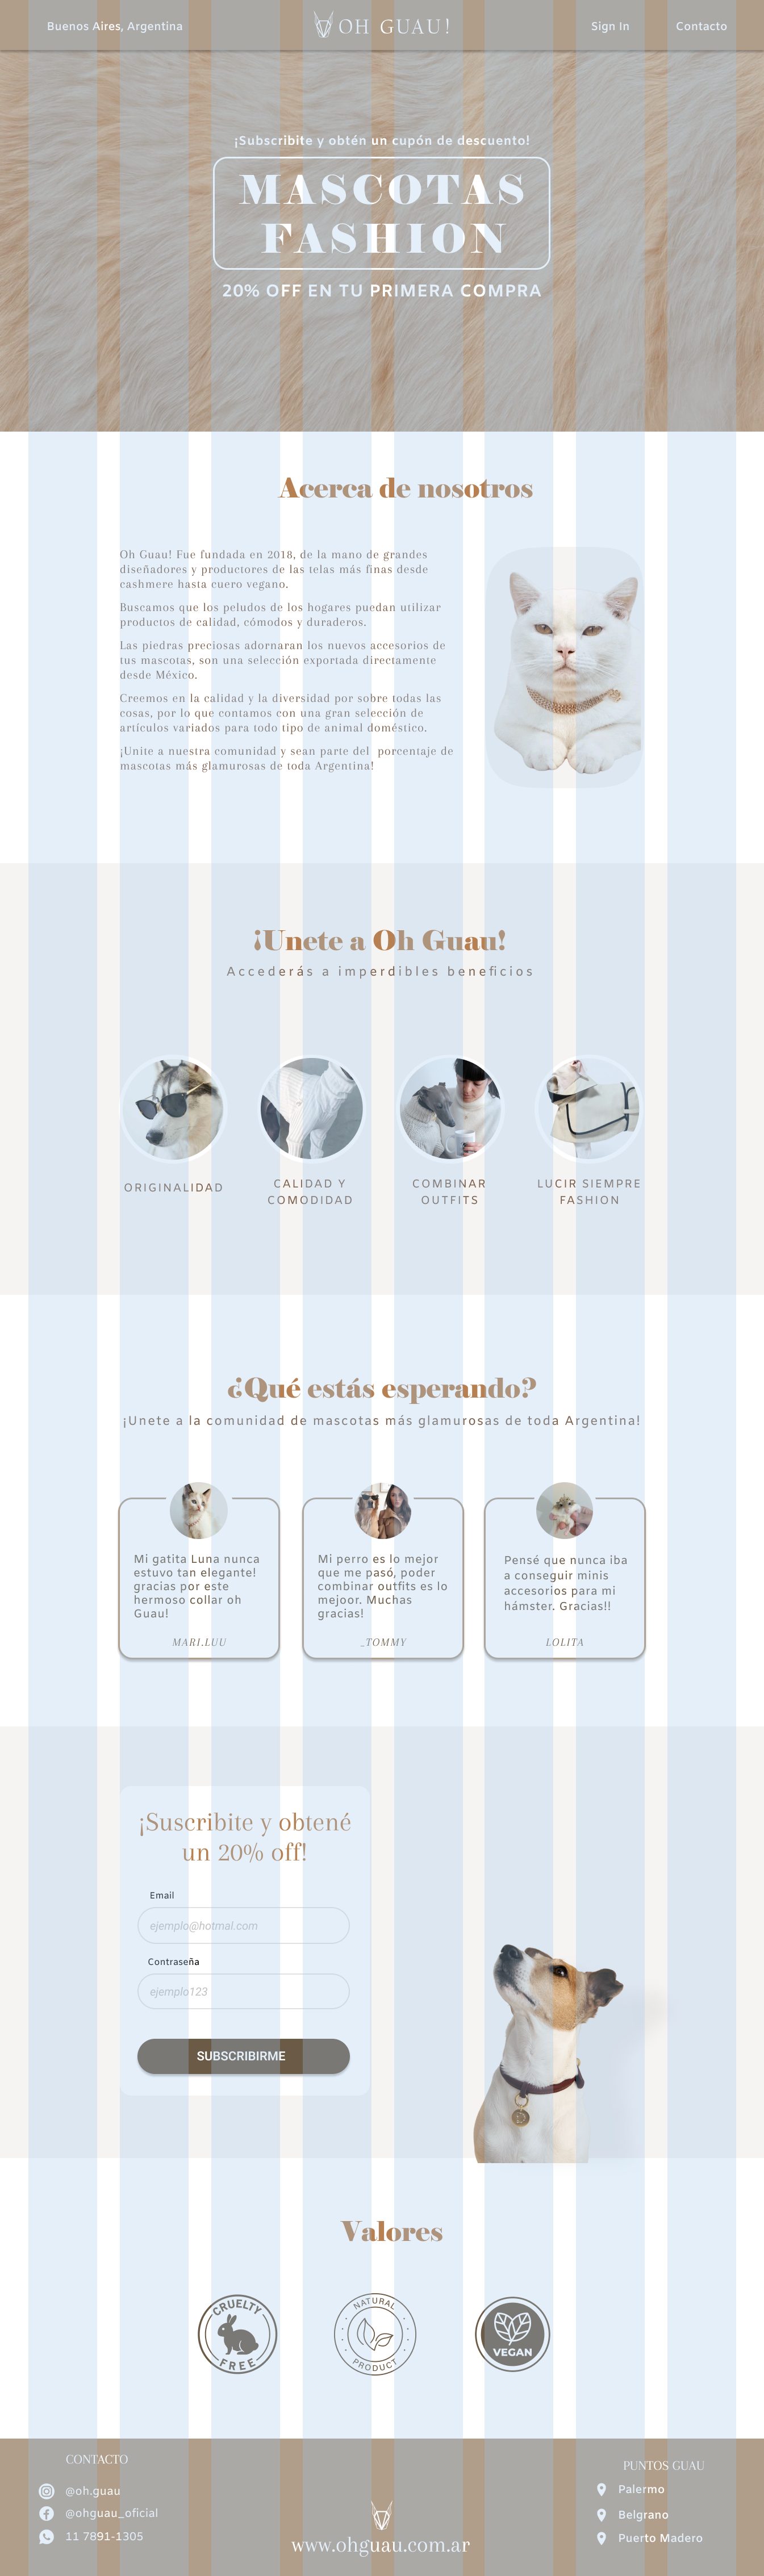 Buenos Aires, Argentina
OH GUAU!
Sign In
Contacto
¡Subscribite y obtén un cupón de descuento!
MASCOTAS
FASHION
20% OFF EN TU PRIMERA COMPRA
Acerca de nosotros
Oh Guau! Fue fundada en 2018, de la mano de grandes
diseñadores y productores de las telas más finas desde
cashmere hasta cuero vegano.
Buscamos que los peludos de los hogares puedan utilizar
productos de calidad, cómodos y duraderos.
Las piedras preciosas adornaran los nuevos accesorios de
tus mascotas, son una selección exportada directamente
desde México.
Creemos en la calidad y la diversidad por sobre todas las
cosas, por lo que contamos con una gran selección de
artículos variados para todo tipo de animal doméstico.
¡Unite a nuestra comunidad y sean parte del porcentaje de
mascotas más glamurosas de toda Argentina!
¡Unete a Oh Guau!
Accederás a imperdibles beneficios
ORIGINALIDAD
CALIDAD Y
COMODIDAD
COMBINAR
OUTFITS
LUCIR SIEMPRE
FASHION
¿Qué estás esperando?
¡Unete a la comunidad de mascotas más glamurosas de toda Argentina!
Mi gatita Luna nunca
estuvo tan elegante!
gracias por este
hermoso collar oh
Guau!
MARI.LUU
Mi perro es lo mejor
que me pasó, poder
combinar outfits es lo
mejoor. Muchas
gracias!
_TOMMY
Pensé que nunca iba
a conseguir minis
accesorios para mi
hámster. Gracias!!
LOLITA
¡Suscribite y obtené
un 20% off!
Email
ejemplo@hotmal.com
Contraseña
ejemplo123
SUBSCRIBIRME
Valores
CRUELTY
FREE
NATURAL
PRODUCT
VEGAN
CONTACTO
@oh.guau
@ohguau_oficial
11 7891-1305
www.ohguau.com.ar
PUNTOS GUAU
Palermo
Belgrano
Puerto Madero